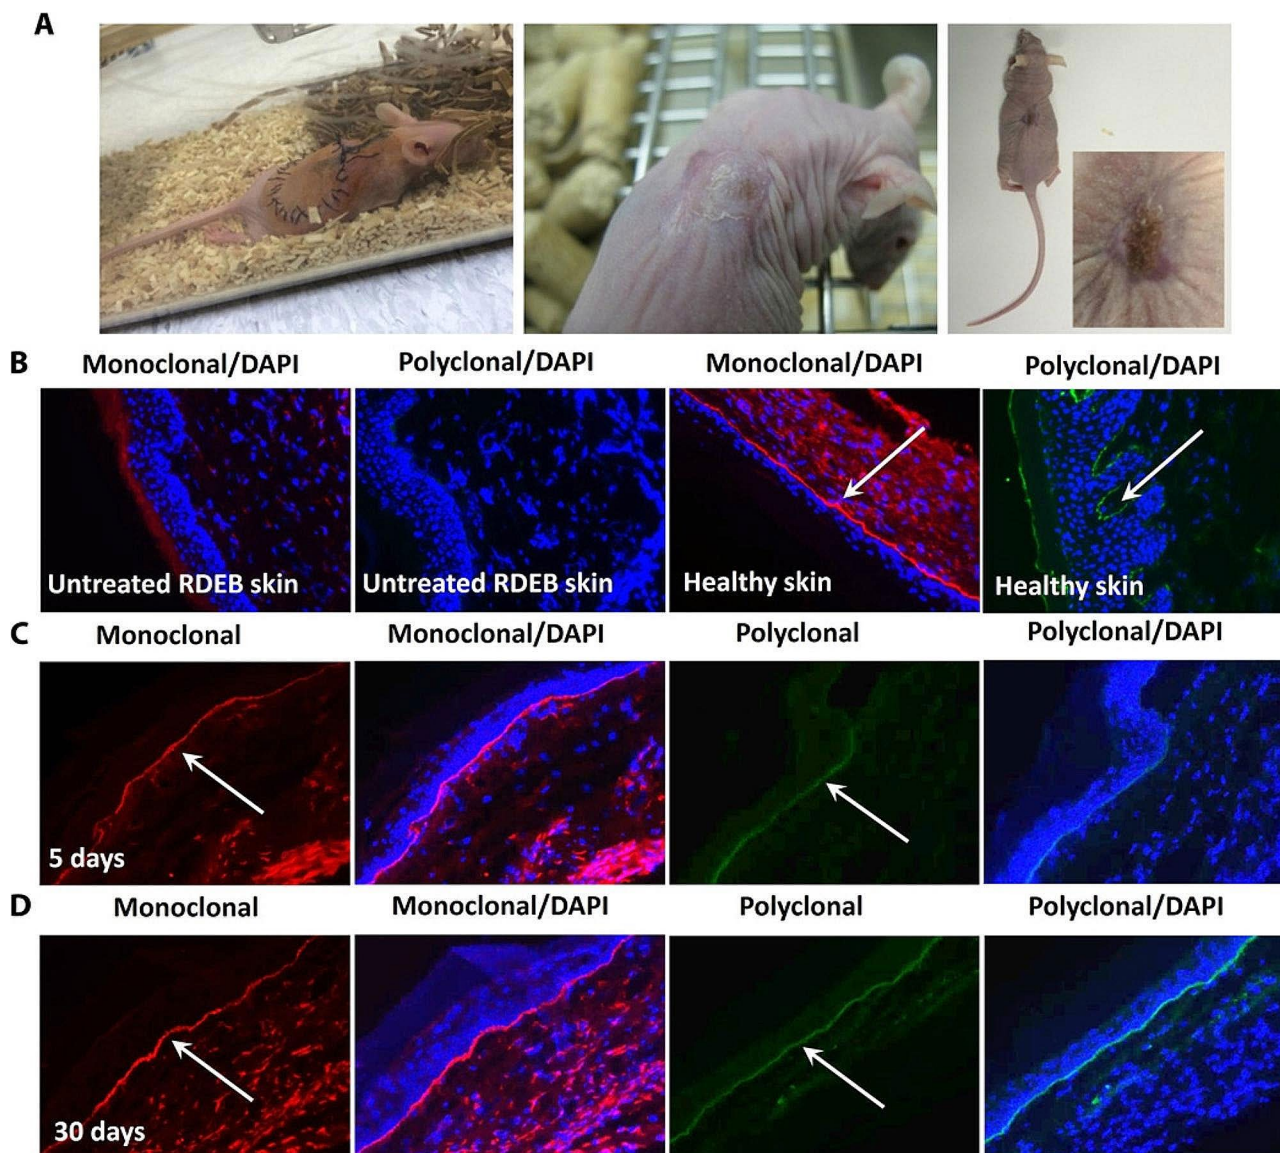 A
B
Monoclonal/DAPI
Polyclonal/DAPI
Monoclonal/DAPI
Polyclonal/DAPI
Untreated RDEB skin
Untreated RDEB skin
Healthy skin
Healthy skin
C
Monoclonal
Monoclonal/DAPI
Polyclonal
Polyclonal/DAPI
5 days
D
Monoclonal
Monoclonal/DAPI
Polyclonal
Polyclonal/DAPI
30 days